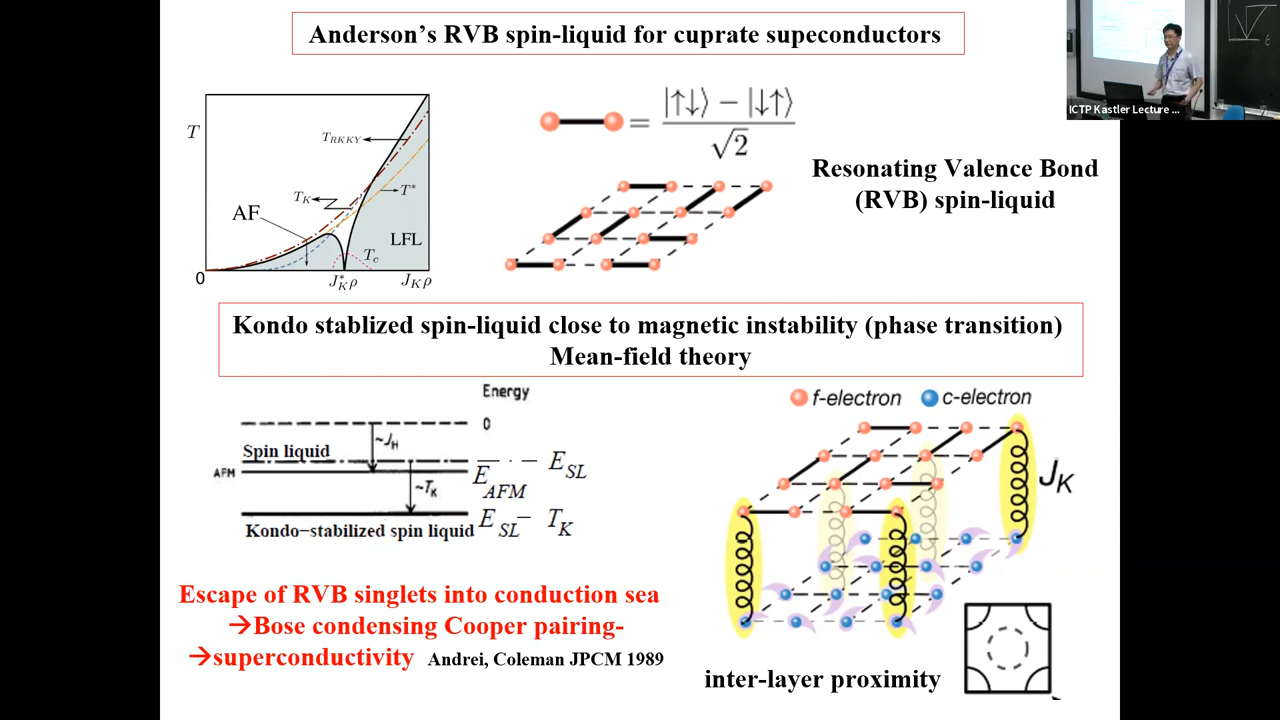 Anderson's RVB spin-liquid for cuprate supeconductors
ICTP Kastler Lecture ...
T
T_RKKY
T_K
T*
AF
LFL
T_c
0
J*_Kρ
J_Kρ
= |↑↓⟩ − |↓↑⟩ / √2
Resonating Valence Bond
(RVB) spin-liquid
Kondo stablized spin-liquid close to magnetic instability (phase transition)
Mean-field theory
Energy
0
~J_H
Spin liquid
AFM
E_SL
E_AFM
~T_K
Kondo-stabilized spin liquid
E_SL − T_K
f-electron
c-electron
J_K
Escape of RVB singlets into conduction sea
→Bose condensing Cooper pairing-
→superconductivity Andrei, Coleman JPCM 1989
inter-layer proximity